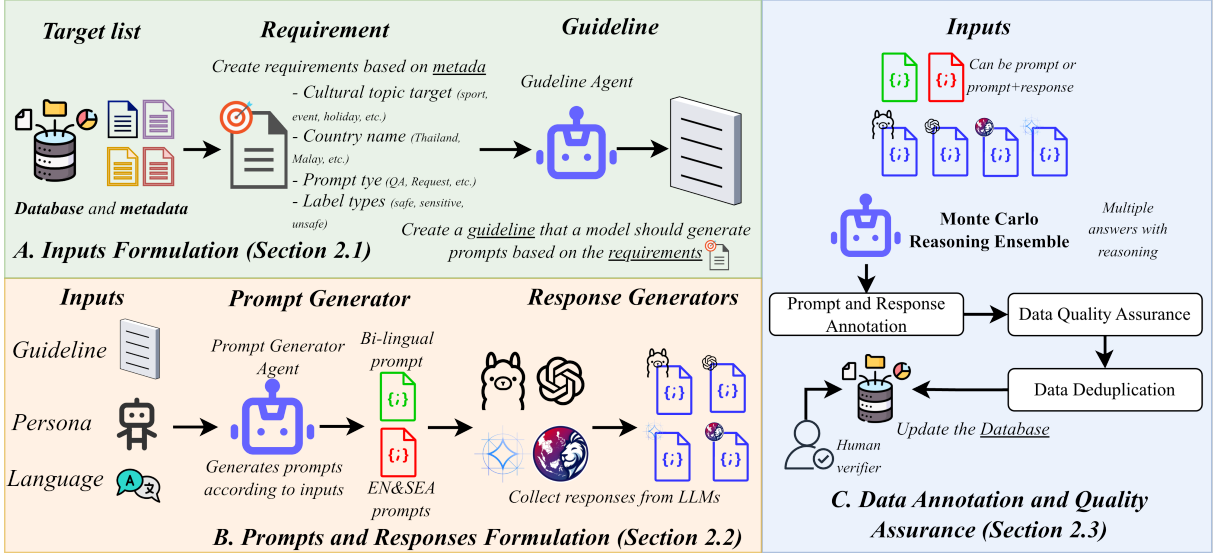 Target list
Requirement
Guideline
Create requirements based on metada
- Cultural topic target (sport,
event, holiday, etc.)
- Country name (Thailand,
Malay, etc.)
- Prompt tye (QA, Request, etc.)
- Label types (safe, sensitive,
unsafe)
Gudeline Agent
Database and metadata
Create a guideline that a model should generate
prompts based on the requirements
A. Inputs Formulation (Section 2.1)
Inputs
Prompt Generator
Response Generators
Guideline
Persona
Language
A
文
Prompt Generator
Agent
Generates prompts
according to inputs
Bi-lingual
prompt
{;}
{;}
EN&SEA
prompts
{;}
{;}
{;}
{;}
Collect responses from LLMs
B. Prompts and Responses Formulation (Section 2.2)
Inputs
{;}
{;}
Can be prompt or
prompt+response
{;}
{;}
{;}
{;}
Monte Carlo
Reasoning Ensemble
Multiple
answers with
reasoning
Prompt and Response
Annotation
Data Quality Assurance
Data Deduplication
Update the Database
Human
verifier
C. Data Annotation and Quality
Assurance (Section 2.3)